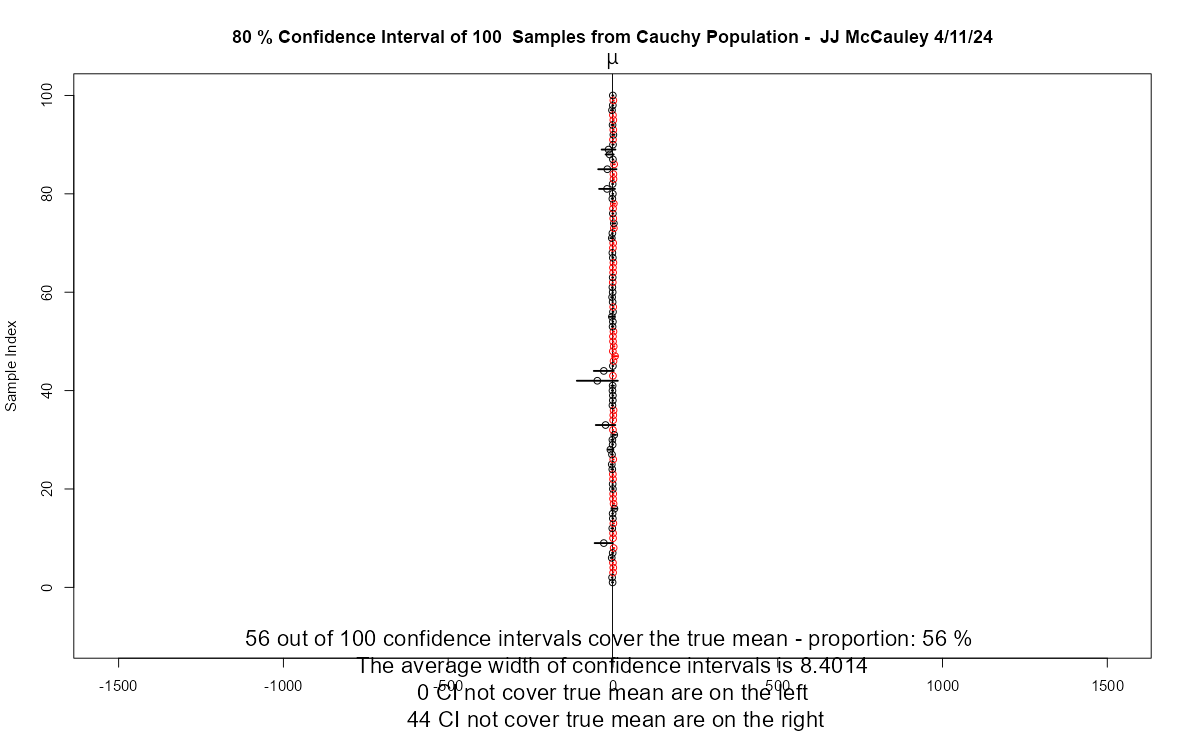 80 % Confidence Interval of 100  Samples from Cauchy Population -  JJ McCauley 4/11/24
μ
100
80
60
40
20
0
Sample Index
56 out of 100 confidence intervals cover the true mean - proportion: 56 %
The average width of confidence intervals is 8.4014
-1500 -1000 -500 0 500 1000 1500
0 CI not cover true mean are on the left
44 CI not cover true mean are on the right